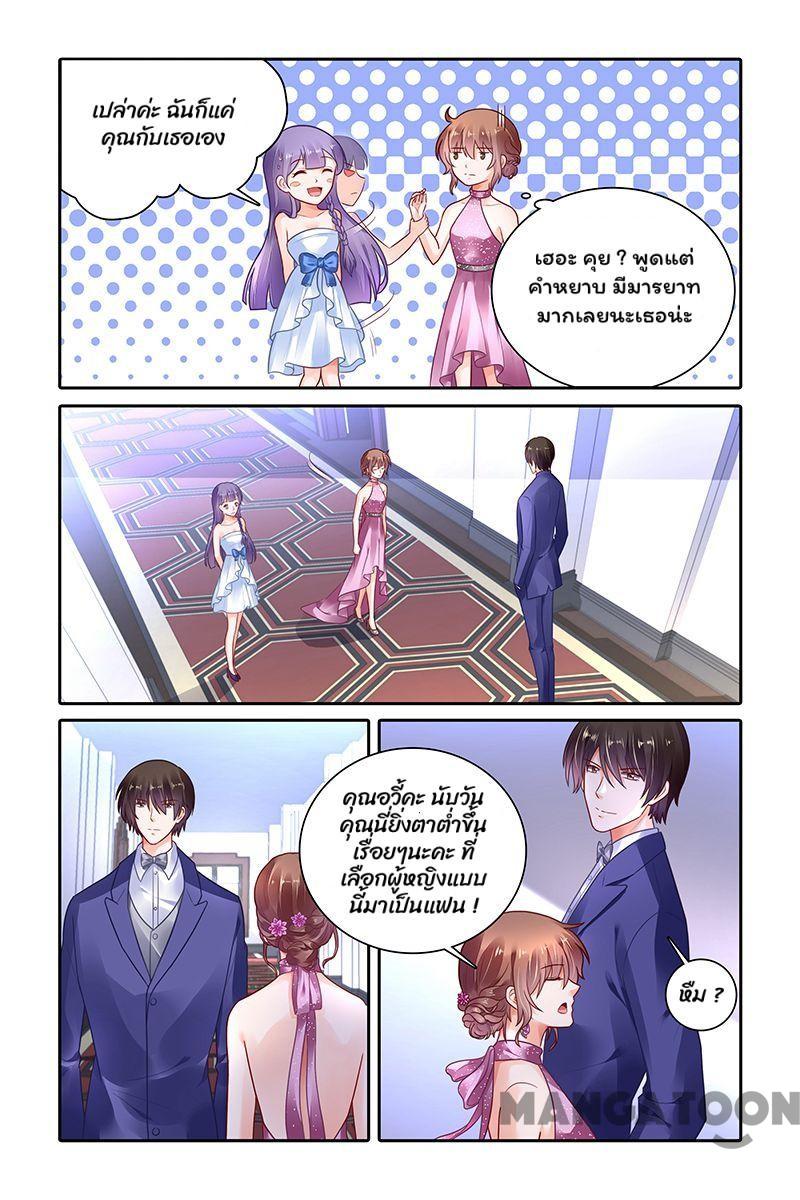 เปล่าค่ะ ฉันก็แค่
คุณกับเธอเอง
เฮอะ คุย ? พูดแต่
คำหยาบ มีมารยาท
มากเลยนะเธอน่ะ
คุณอวี้คะ นับวัน
คุณนี่ยิ่งตาต่ำขึ้น
เรื่อยๆนะคะ ที่
เลือกผู้หญิงแบบ
นี้มาเป็นแฟน !
หืม ?
MANGATOON